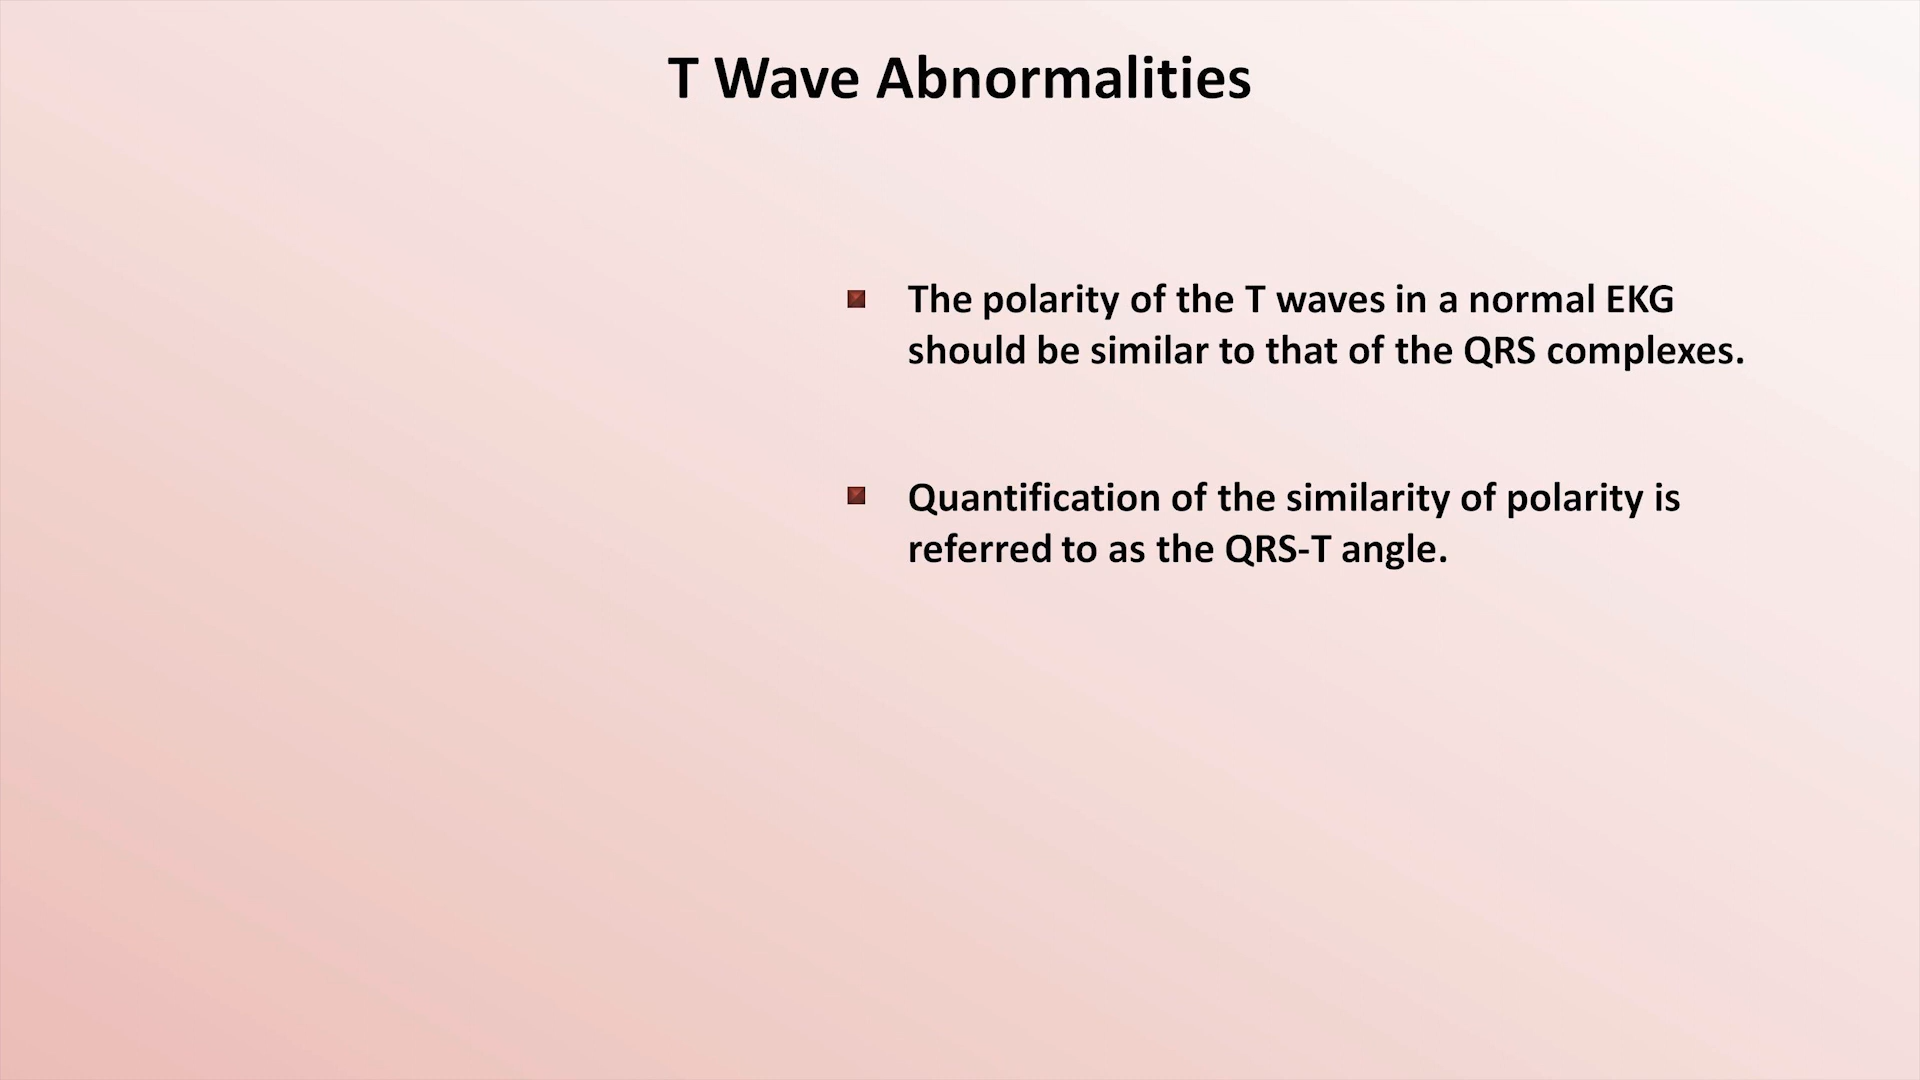 T Wave Abnormalities
The polarity of the T waves in a normal EKG
should be similar to that of the QRS complexes.
Quantification of the similarity of polarity is
referred to as the QRS-T angle.